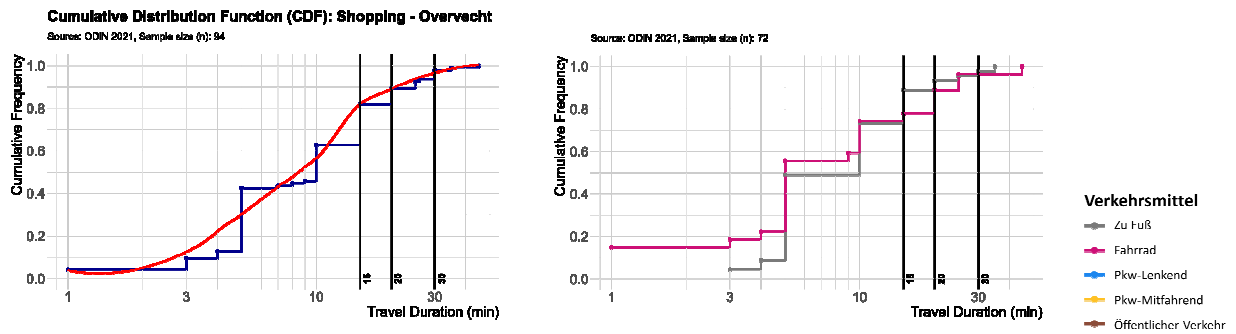 Cumulative Distribution Function (CDF): Shopping - Overvecht
Source: ODIN 2021, Sample size (n): 94
Cumulative Frequency
1.0
0.8
0.6
0.4
0.2
0.0
15
20
30
1
3
10
30
Travel Duration (min)
Source: ODIN 2021, Sample size (n): 72
Cumulative Frequency
1.0
0.8
0.6
0.4
0.2
0.0
15
20
30
1
3
10
30
Travel Duration (min)
Verkehrsmittel
Zu Fuß
Fahrrad
Pkw-Lenkend
Pkw-Mitfahrend
Öffentlicher Verkehr